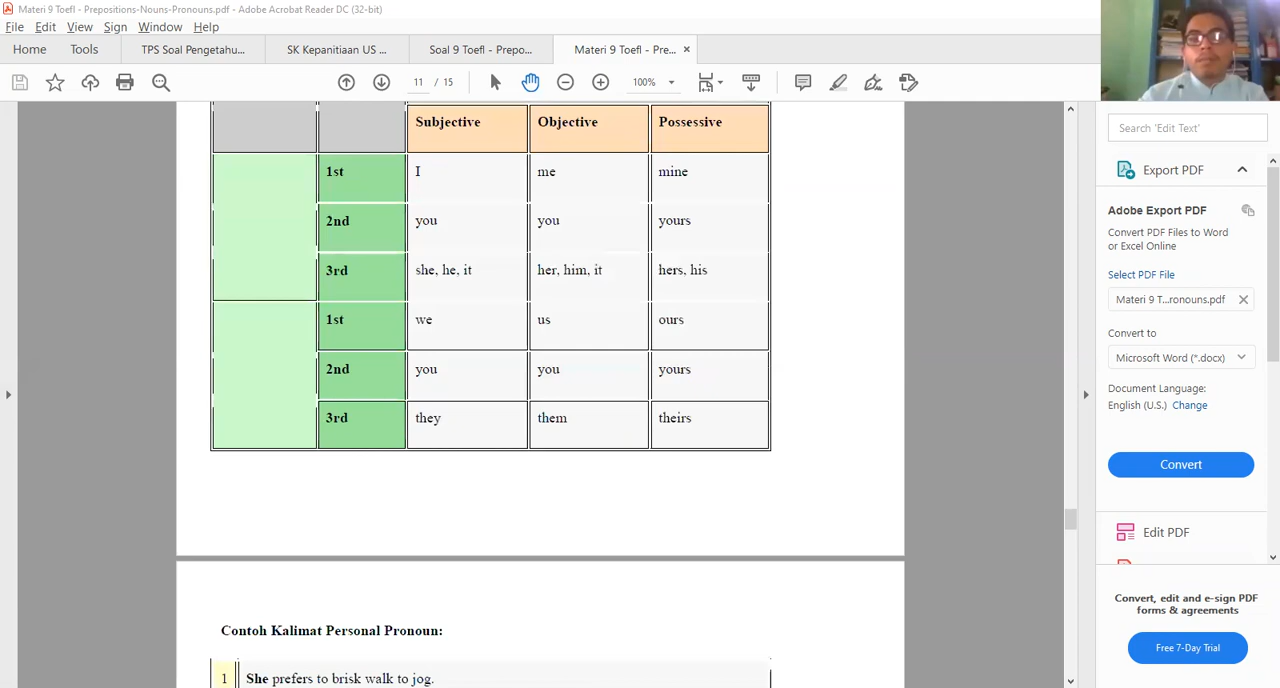 Materi 9 Toefl - Prepositions-Nouns-Pronouns.pdf - Adobe Acrobat Reader DC (32-bit)
File Edit View Sign Window Help
Home Tools TPS Soal Pengetahu... SK Kepanitiaan US ... Soal 9 Toefl - Prepo... Materi 9 Toefl - Pre... ×
11 / 15 100%
Subjective Objective Possessive
1st I me mine
2nd you you yours
3rd she, he, it her, him, it hers, his
1st we us ours
2nd you you yours
3rd they them theirs
Contoh Kalimat Personal Pronoun:
1 She prefers to brisk walk to jog.
Search 'Edit Text'
Export PDF
Adobe Export PDF
Convert PDF Files to Word
or Excel Online
Select PDF File
Materi 9 T...ronouns.pdf
Convert to
Microsoft Word (*.docx)
Document Language:
English (U.S.) Change
Convert
Edit PDF
Convert, edit and e-sign PDF
forms & agreements
Free 7-Day Trial